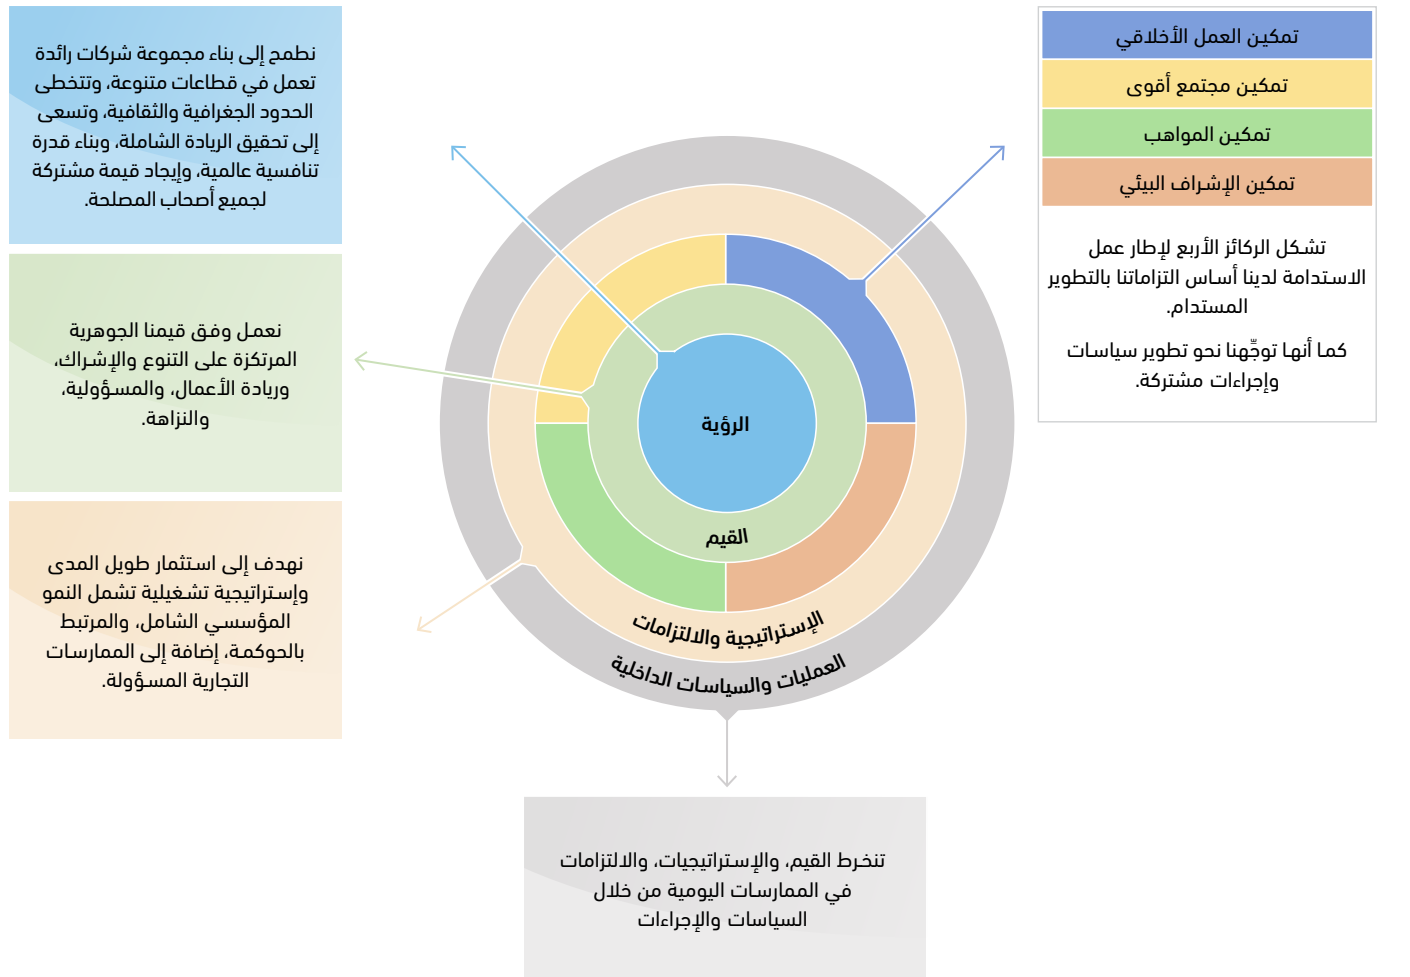 تمكين العمل الأخلاقي
تمكين مجتمع أقوى
تمكين المواهب
تمكين الإشراف البيئي
تشكل الركائز الأربع لإطار عمل
الاستدامة لدينا أساس التزاماتنا بالتطوير
المستدام.
كما أنها توجِّهنا نحو تطوير سياسات
وإجراءات مشتركة.
نطمح إلى بناء مجموعة شركات رائدة
تعمل في قطاعات متنوعة، وتتخطى
الحدود الجغرافية والثقافية، وتسعى
إلى تحقيق الريادة الشاملة، وبناء قدرة
تنافسية عالمية، وإيجاد قيمة مشتركة
لجميع أصحاب المصلحة.
نعمل وفق قيمنا الجوهرية
المرتكزة على التنوع والإشراك،
وريادة الأعمال، والمسؤولية،
والنزاهة.
نهدف إلى استثمار طويل المدى
وإستراتيجية تشغيلية تشمل النمو
المؤسسي الشامل، والمرتبط
بالحوكمة، إضافة إلى الممارسات
التجارية المسؤولة.
الرؤية
القيم
الإستراتيجية والالتزامات
العمليات والسياسات الداخلية
تنخرط القيم، والإستراتيجيات، والالتزامات
في الممارسات اليومية من خلال
السياسات والإجراءات